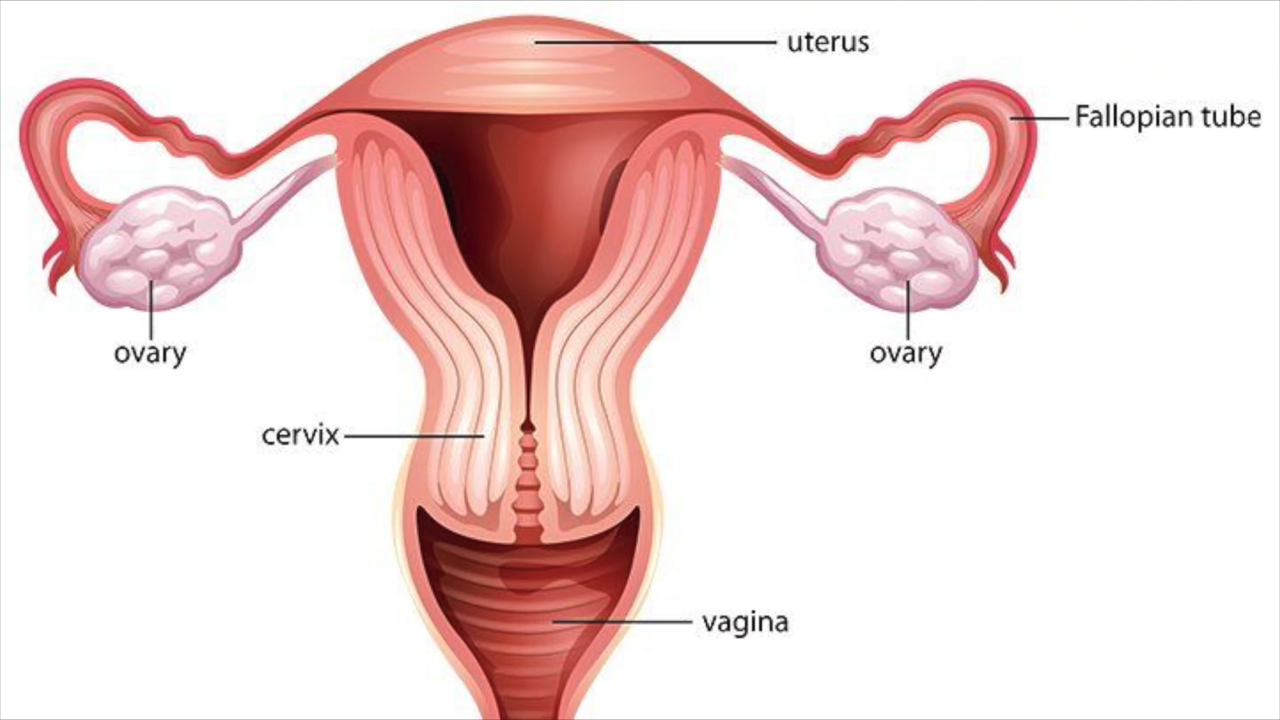 uterus
Fallopian tube
ovary
ovary
cervix
vagina